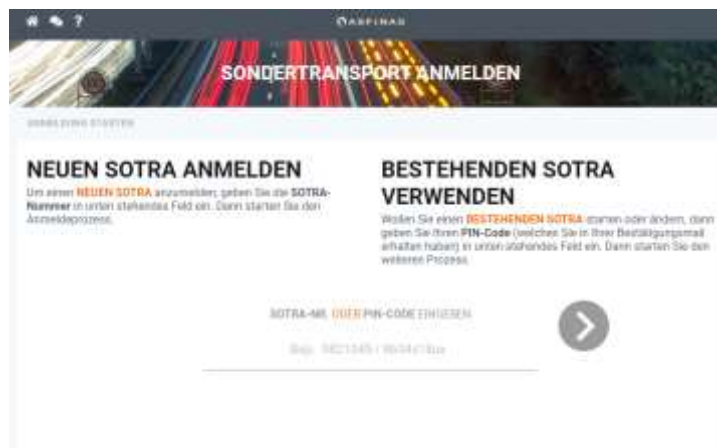 ?
ASFINAG
SONDERTRANSPORT ANMELDEN
ANMELDUNG STARTEN
NEUEN SOTRA ANMELDEN
Um einen NEUEN SOTRA anzumelden, geben Sie die SOTRA-
Nummer in unten stehendes Feld ein. Dann starten Sie den
Anmeldeprozess.
BESTEHENDEN SOTRA
VERWENDEN
Wollen Sie einen BESTEHENDEN SOTRA starten oder ändern, dann
geben Sie Ihren PIN-Code (welchen Sie in Ihrer Bestätigungsmail
erhalten haben) in unten stehendes Feld ein. Dann starten Sie den
weiteren Prozess.
SOTRA-NR. ODER PIN-CODE EINGEBEN
Bsp.